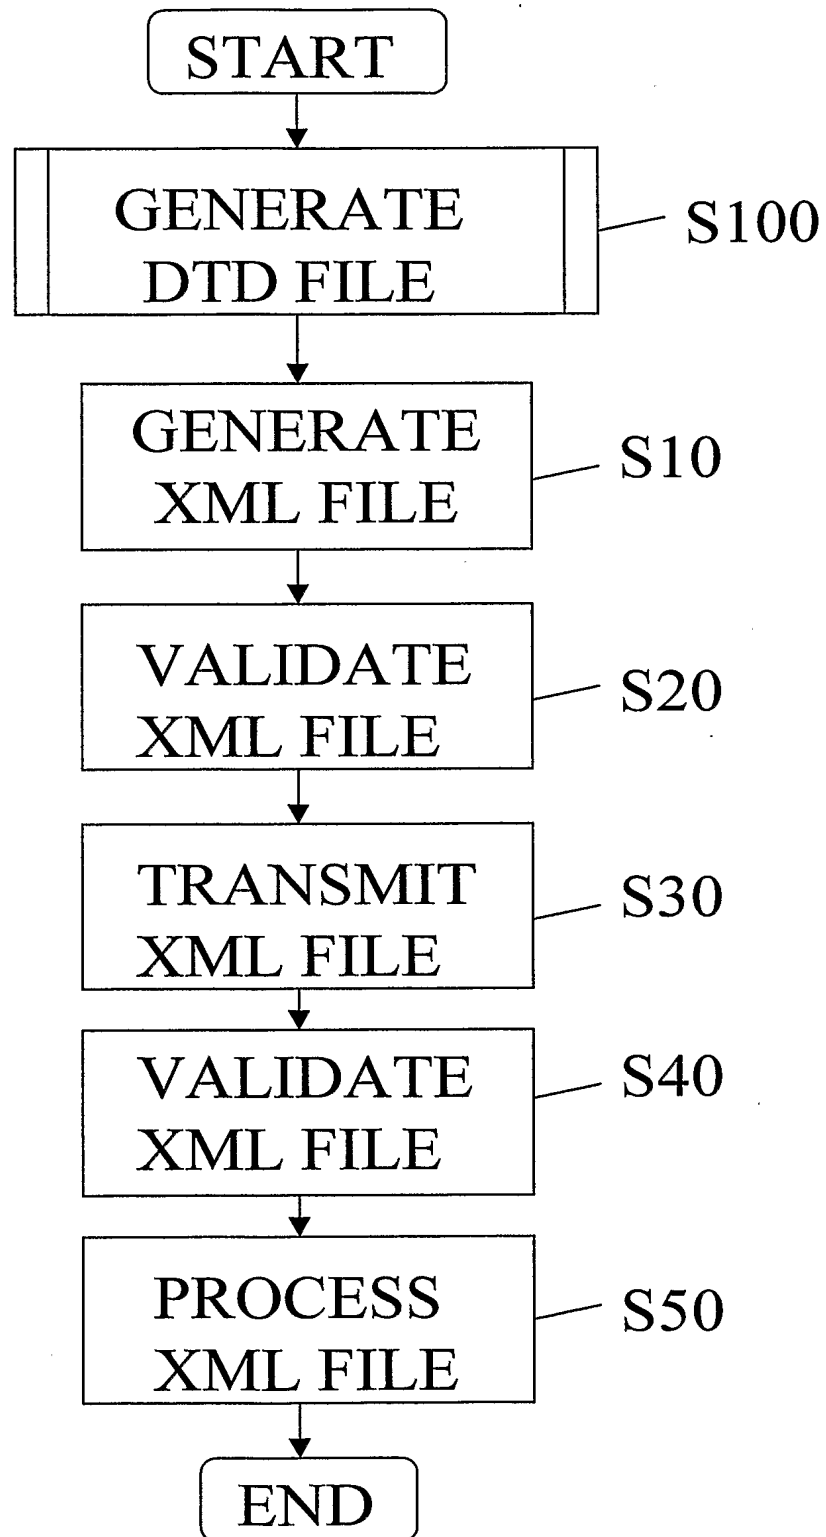 START
GENERATE
DTD FILE
S100
GENERATE
XML FILE
S10
VALIDATE
XML FILE
S20
TRANSMIT
XML FILE
S30
VALIDATE
XML FILE
S40
PROCESS
XML FILE
S50
END